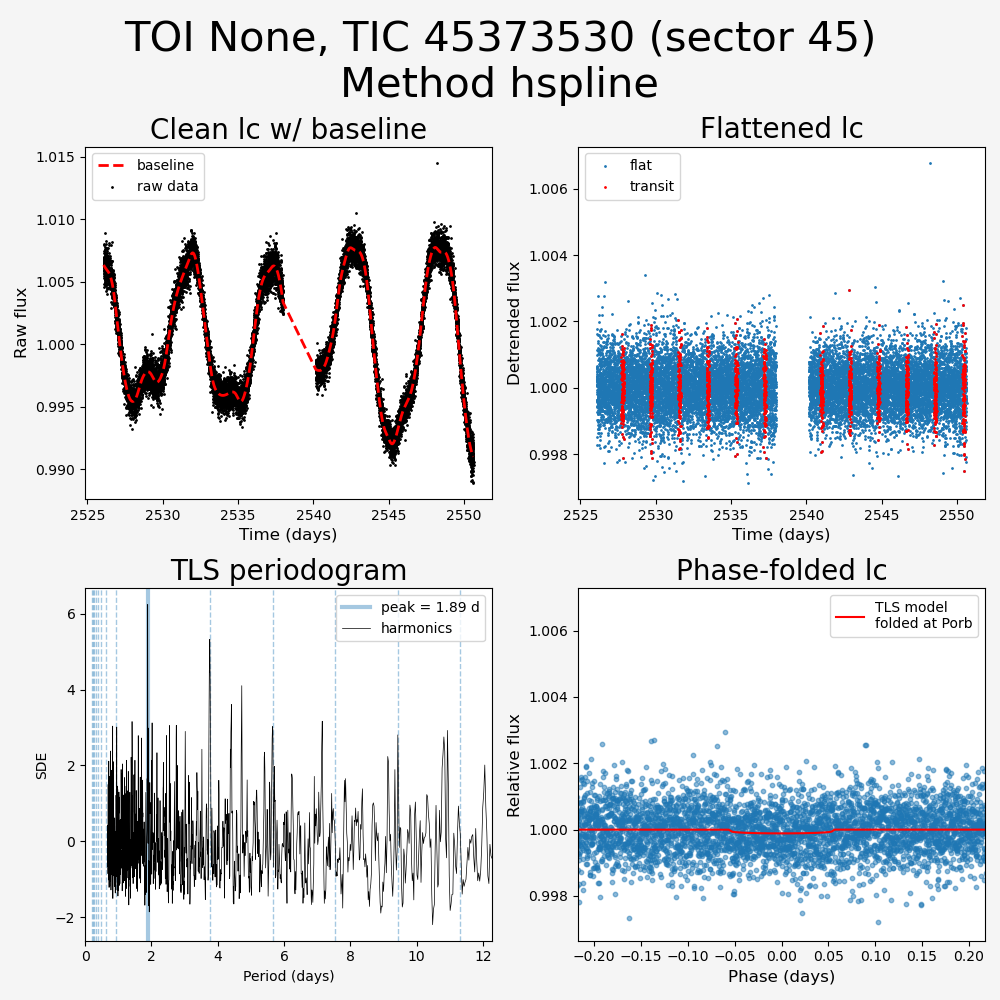 TOI None, TIC 45373530 (sector 45)
Method hspline
Clean lc w/ baseline
Flattened lc
baseline
raw data
flat
transit
1.015
1.010
1.005
1.000
0.995
0.990
Raw flux
2525 2530 2535 2540 2545 2550
Time (days)
1.006
1.004
1.002
1.000
0.998
Detrended flux
2525 2530 2535 2540 2545 2550
Time (days)
TLS periodogram
Phase-folded lc
peak = 1.89 d
harmonics
6
4
2
0
−2
SDE
0 2 4 6 8 10 12
Period (days)
TLS model
folded at Porb
1.006
1.004
1.002
1.000
0.998
Relative flux
−0.20 −0.15 −0.10 −0.05 0.00 0.05 0.10 0.15 0.20
Phase (days)